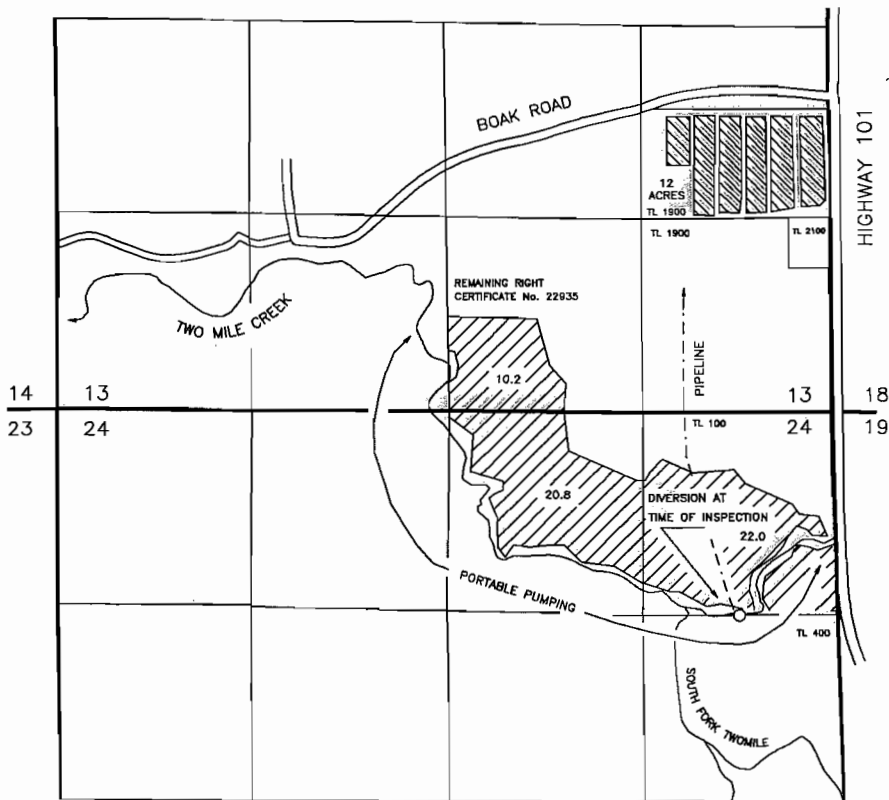 BOAK ROAD
HIGHWAY 101
12
ACRES
TL 1900
TL 1900
TL 2100
REMAINING RIGHT
CERTIFICATE No. 22935
TWO MILE CREEK
10.2
PIPELINE
14 13
13 18
23 24
24 19
TL 100
20.8
DIVERSION AT
TIME OF INSPECTION
22.0
PORTABLE PUMPING
TL 400
SOUTH FORK TWOMILE